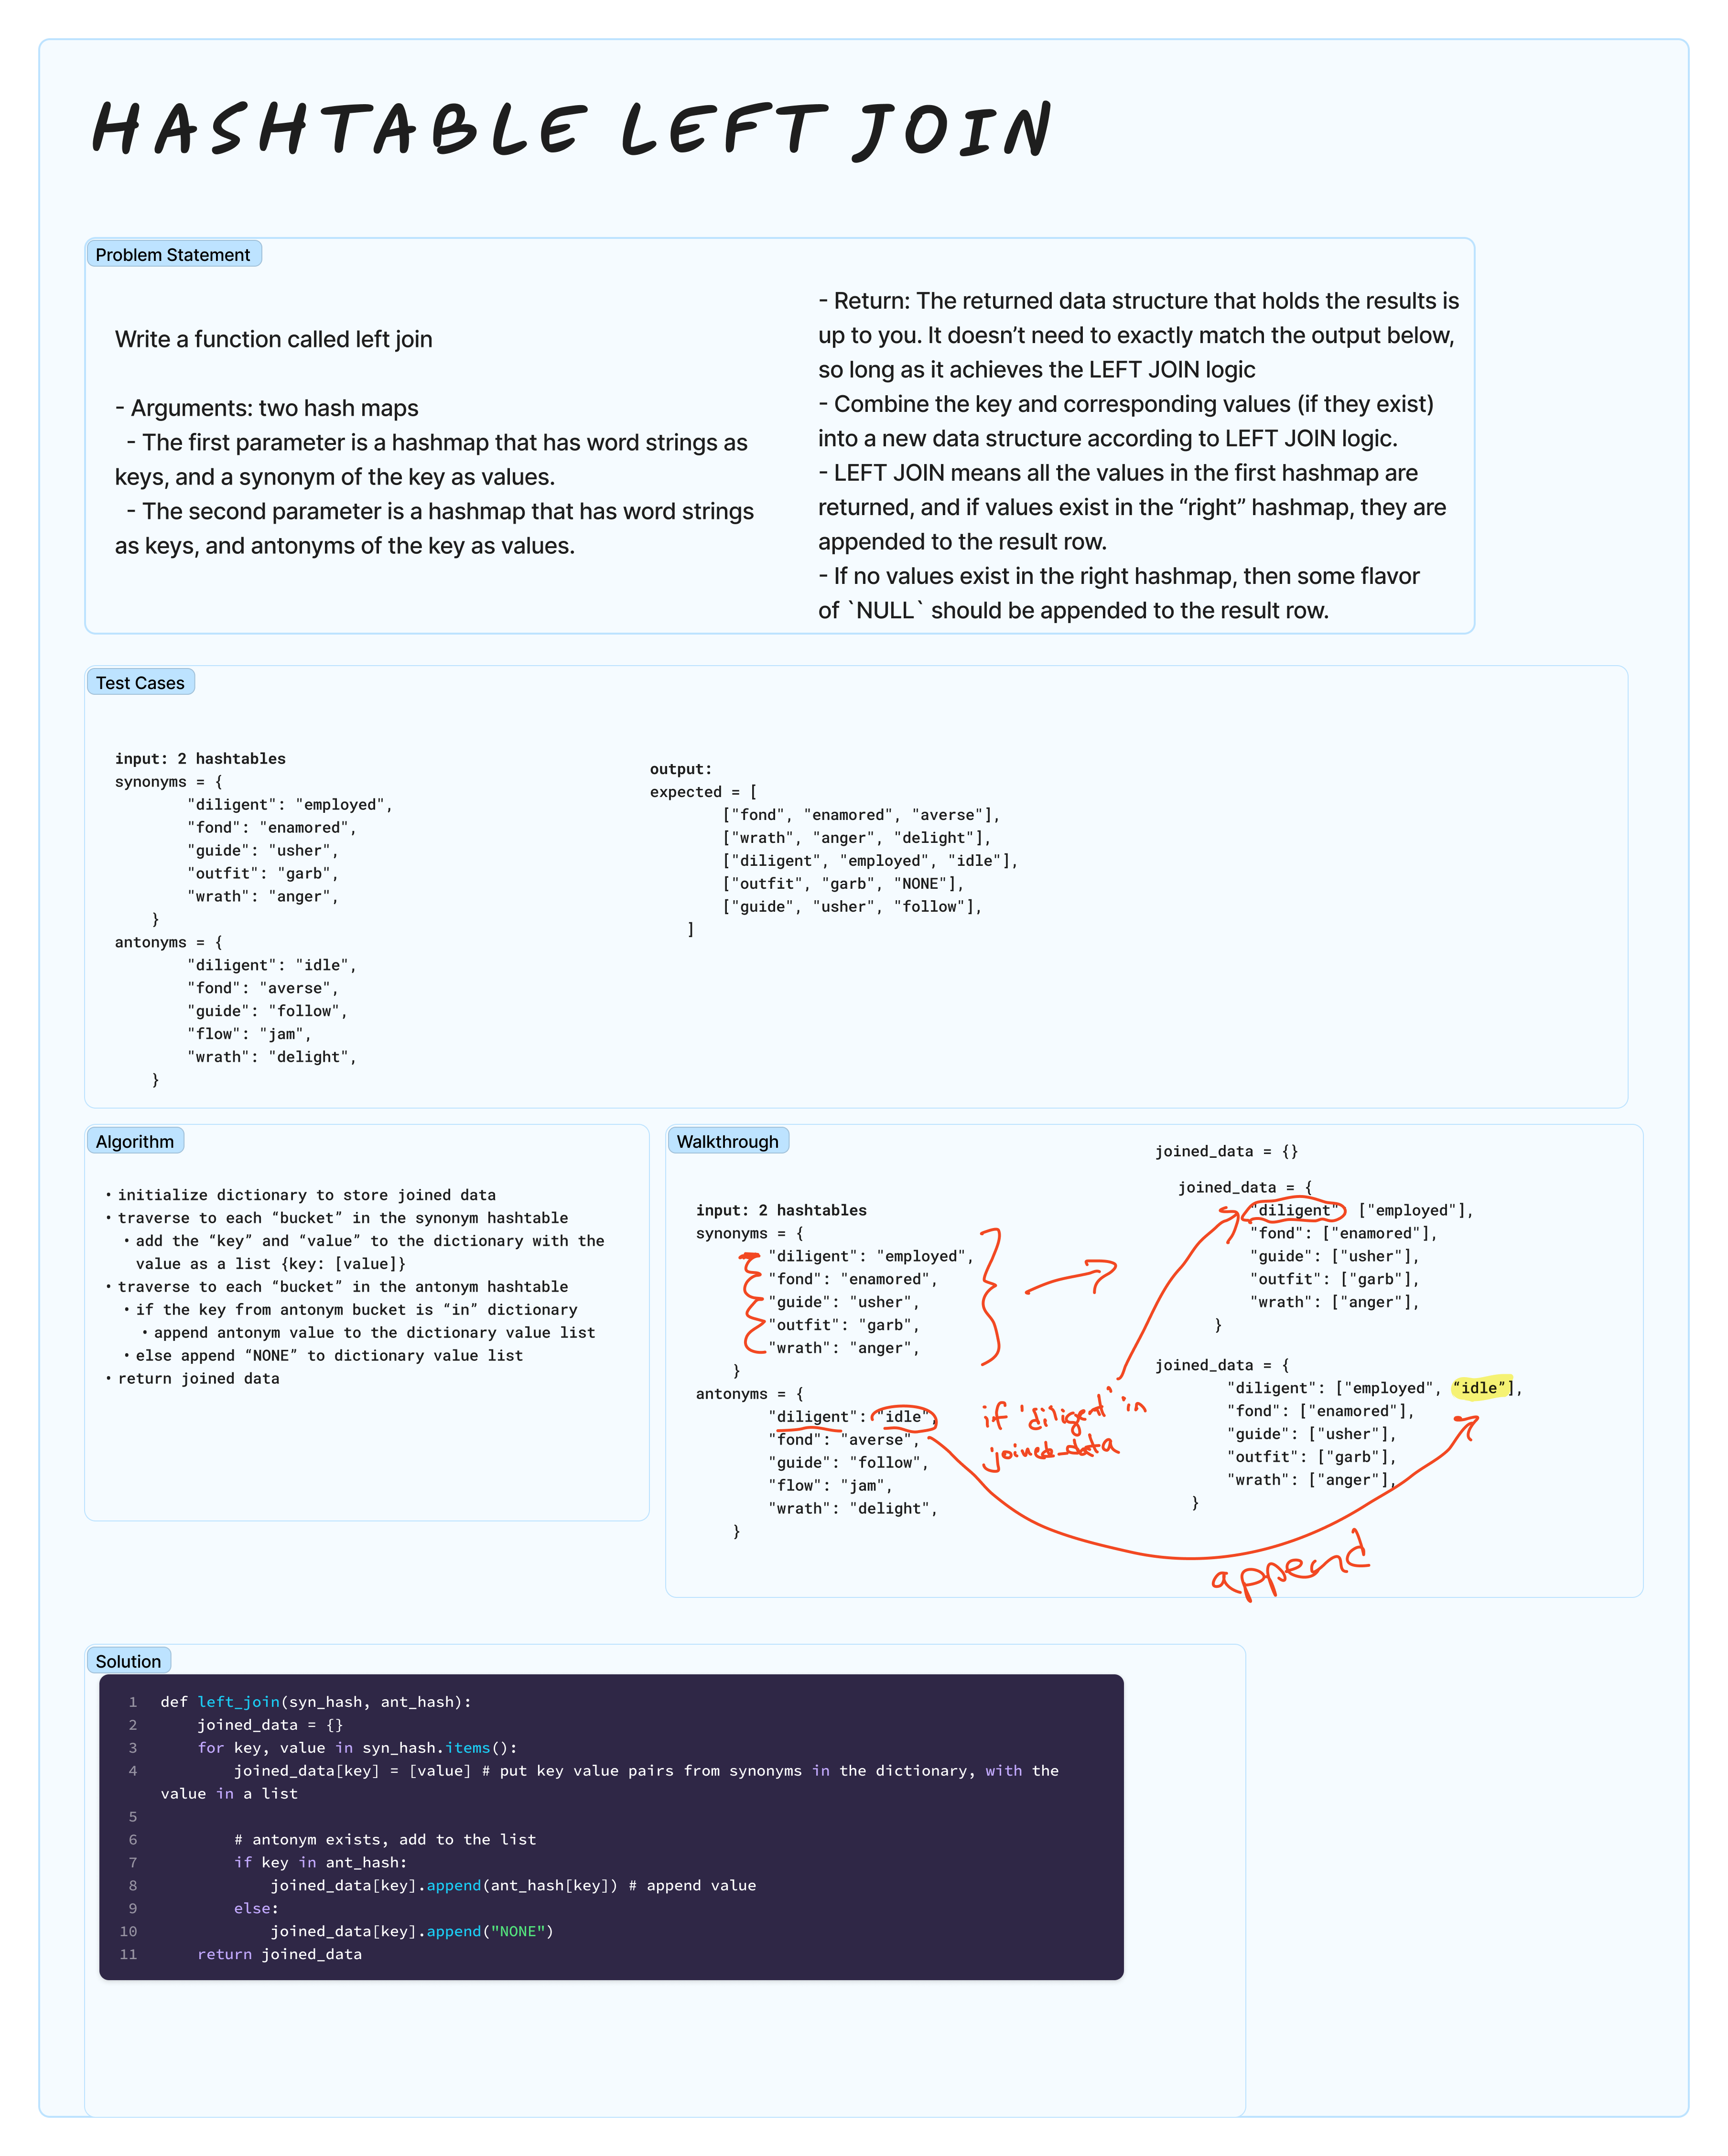 HASHTABLE LEFT JOIN
Problem Statement
Write a function called left join
- Arguments: two hash maps
- The first parameter is a hashmap that has word strings as
keys, and a synonym of the key as values.
- The second parameter is a hashmap that has word strings
as keys, and antonyms of the key as values.
- Return: The returned data structure that holds the results is
up to you. It doesn’t need to exactly match the output below,
so long as it achieves the LEFT JOIN logic
- Combine the key and corresponding values (if they exist)
into a new data structure according to LEFT JOIN logic.
- LEFT JOIN means all the values in the first hashmap are
returned, and if values exist in the “right” hashmap, they are
appended to the result row.
- If no values exist in the right hashmap, then some flavor
of `NULL` should be appended to the result row.
Test Cases
input: 2 hashtables
synonyms = {
"diligent": "employed",
"fond": "enamored",
"guide": "usher",
"outfit": "garb",
"wrath": "anger",
}
antonyms = {
"diligent": "idle",
"fond": "averse",
"guide": "follow",
"flow": "jam",
"wrath": "delight",
}
output:
expected = [
["fond", "enamored", "averse"],
["wrath", "anger", "delight"],
["diligent", "employed", "idle"],
["outfit", "garb", "NONE"],
["guide", "usher", "follow"],
]
Algorithm
• initialize dictionary to store joined data
• traverse to each “bucket” in the synonym hashtable
• add the “key” and “value” to the dictionary with the
value as a list {key: [value]}
• traverse to each “bucket” in the antonym hashtable
• if the key from antonym bucket is “in” dictionary
• append antonym value to the dictionary value list
• else append “NONE” to dictionary value list
• return joined data
Walkthrough
input: 2 hashtables
synonyms = {
"diligent": "employed",
"fond": "enamored",
"guide": "usher",
"outfit": "garb",
"wrath": "anger",
}
antonyms = {
"diligent": "idle",
"fond": "averse",
"guide": "follow",
"flow": "jam",
"wrath": "delight",
}
if 'diligent' in
joined_data
joined_data = {}
joined_data = {
"diligent" ["employed"],
"fond": ["enamored"],
"guide": ["usher"],
"outfit": ["garb"],
"wrath": ["anger"],
}
joined_data = {
"diligent": ["employed", “idle”],
"fond": ["enamored"],
"guide": ["usher"],
"outfit": ["garb"],
"wrath": ["anger"],
}
append
Solution
1 def left_join(syn_hash, ant_hash):
2 joined_data = {}
3 for key, value in syn_hash.items():
4 joined_data[key] = [value] # put key value pairs from synonyms in the dictionary, with the
value in a list
5
6 # antonym exists, add to the list
7 if key in ant_hash:
8 joined_data[key].append(ant_hash[key]) # append value
9 else:
10 joined_data[key].append("NONE")
11 return joined_data